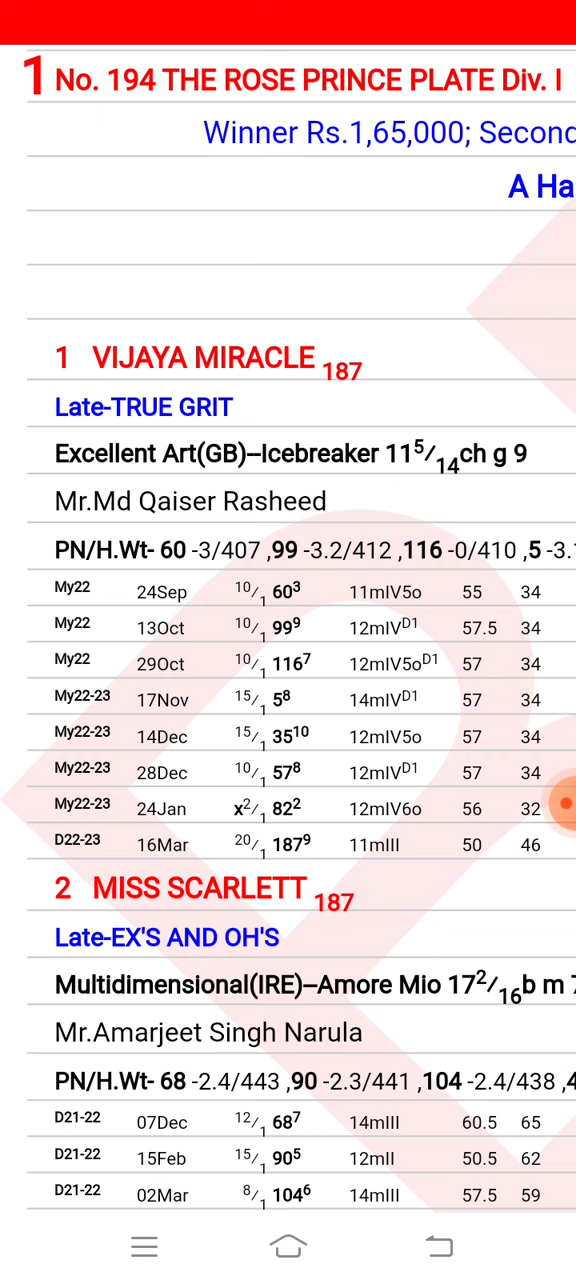 1 No. 194 THE ROSE PRINCE PLATE Div. I
Winner Rs.1,65,000; Second
A Ha
1 VIJAYA MIRACLE 187
Late-TRUE GRIT
Excellent Art(GB)–Icebreaker 11⁵/₁₄ch g 9
Mr.Md Qaiser Rasheed
PN/H.Wt- 60 -3/407 ,99 -3.2/412 ,116 -0/410 ,5 -3.
My22 24Sep 10/1 60³ 11mIV5o 55 34
My22 13Oct 10/1 99⁹ 12mIVᴰ¹ 57.5 34
My22 29Oct 10/1 116⁷ 12mIV5oᴰ¹ 57 34
My22-23 17Nov 15/1 5⁸ 14mIVᴰ¹ 57 34
My22-23 14Dec 15/1 35¹⁰ 12mIV5o 57 34
My22-23 28Dec 10/1 57⁸ 12mIVᴰ¹ 57 34
My22-23 24Jan x2/1 82² 12mIV6o 56 32
D22-23 16Mar 20/1 187⁹ 11mIII 50 46
2 MISS SCARLETT 187
Late-EX'S AND OH'S
Multidimensional(IRE)–Amore Mio 17²/₁₆b m 7
Mr.Amarjeet Singh Narula
PN/H.Wt- 68 -2.4/443 ,90 -2.3/441 ,104 -2.4/438 ,4
D21-22 07Dec 12/1 68⁷ 14mIII 60.5 65
D21-22 15Feb 15/1 90⁵ 12mII 50.5 62
D21-22 02Mar 8/1 104⁶ 14mIII 57.5 59